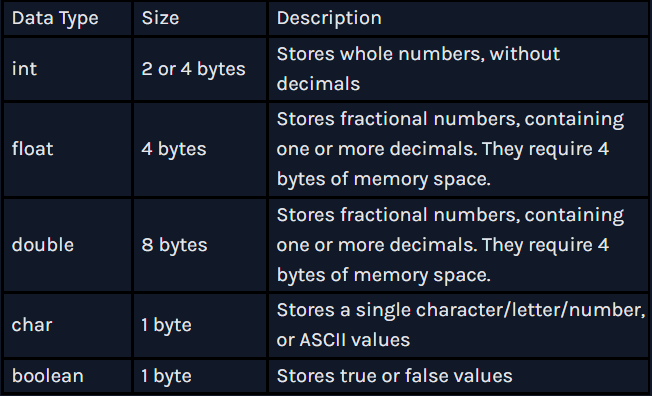 Data Type Size Description
int 2 or 4 bytes Stores whole numbers, without
decimals
float 4 bytes Stores fractional numbers, containing
one or more decimals. They require 4
bytes of memory space.
double 8 bytes Stores fractional numbers, containing
one or more decimals. They require 4
bytes of memory space.
char 1 byte Stores a single character/letter/number,
or ASCII values
boolean 1 byte Stores true or false values